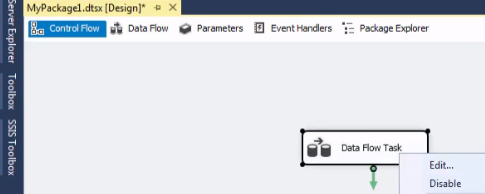 MyPackage1.dtsx [Design]*
Control Flow Data Flow Parameters Event Handlers Package Explorer
Server Explorer
Toolbox
SSIS Toolbox
Data Flow Task
Edit...
Disable